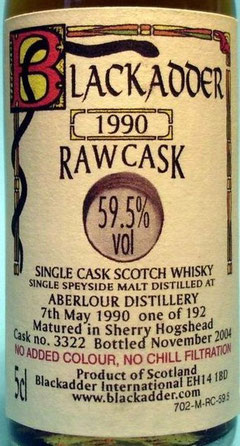 BLACKADDER
1990
RAW CASK
59.5%
vol
SINGLE CASK SCOTCH WHISKY
SINGLE SPEYSIDE MALT DISTILLED AT
ABERLOUR DISTILLERY
7th May 1990 one of 192
Matured in Sherry Hogshead
Cask no. 3322 Bottled November 2004
NO ADDED COLOUR, NO CHILL FILTRATION
5cl
Product of Scotland
Blackadder International EH14 1BD
www.blackadder.com
702-M-RC-59.5